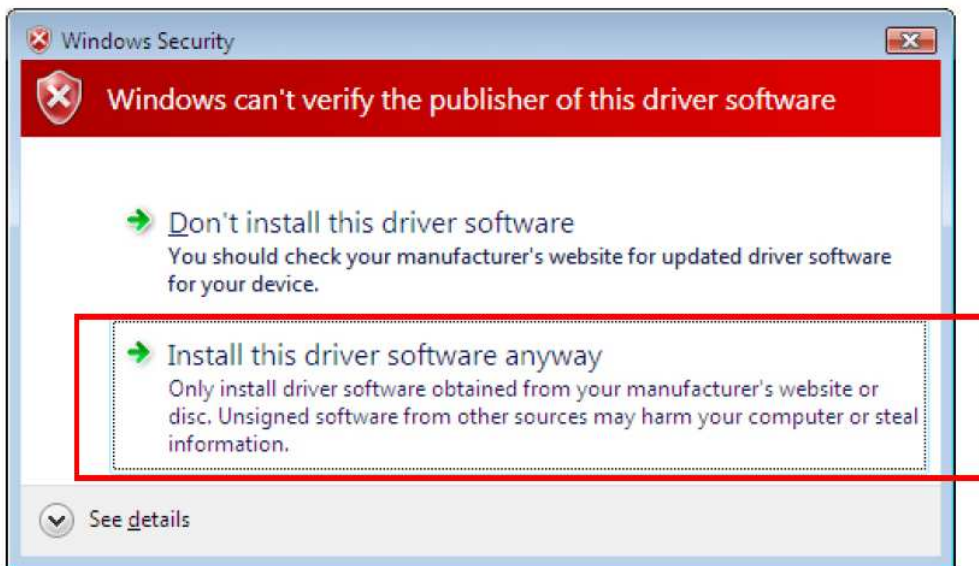 Windows Security
Windows can't verify the publisher of this driver software
Don't install this driver software
You should check your manufacturer's website for updated driver software
for your device.
Install this driver software anyway
Only install driver software obtained from your manufacturer's website or
disc. Unsigned software from other sources may harm your computer or steal
information.
See details